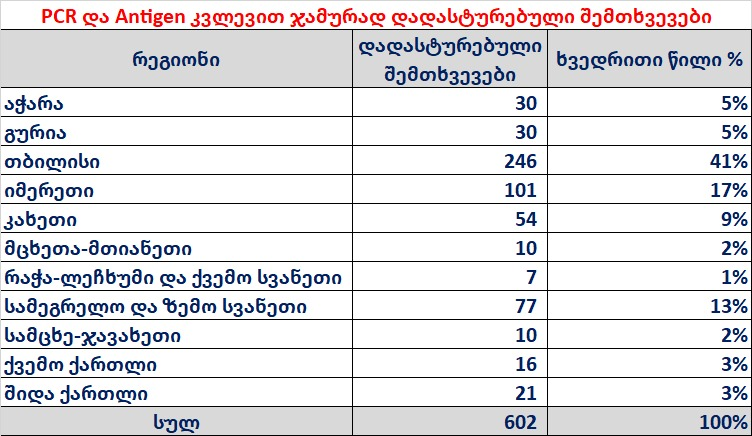 PCR და Antigen კვლევით ჯამურად დადასტურებული შემთხვევები
რეგიონი დადასტურებული შემთხვევები ხვედრითი წილი %
აჭარა 30 5%
გურია 30 5%
თბილისი 246 41%
იმერეთი 101 17%
კახეთი 54 9%
მცხეთა-მთიანეთი 10 2%
რაჭა-ლეჩხუმი და ქვემო სვანეთი 7 1%
სამეგრელო და ზემო სვანეთი 77 13%
სამცხე-ჯავახეთი 10 2%
ქვემო ქართლი 16 3%
შიდა ქართლი 21 3%
სულ 602 100%